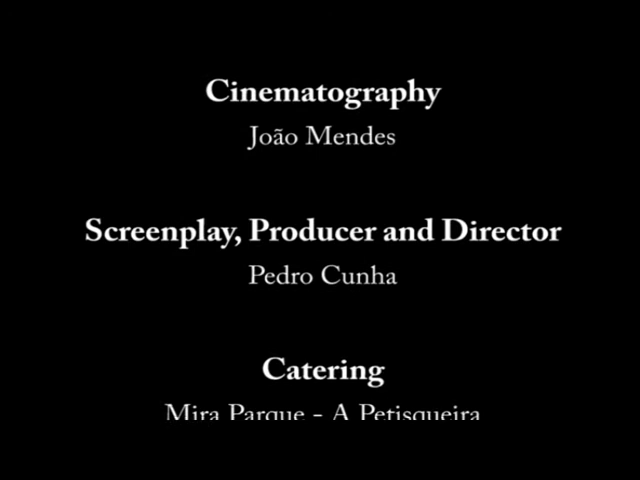 Cinematography
João Mendes
Screenplay, Producer and Director
Pedro Cunha
Catering
Mira Parque - A Petisqueira